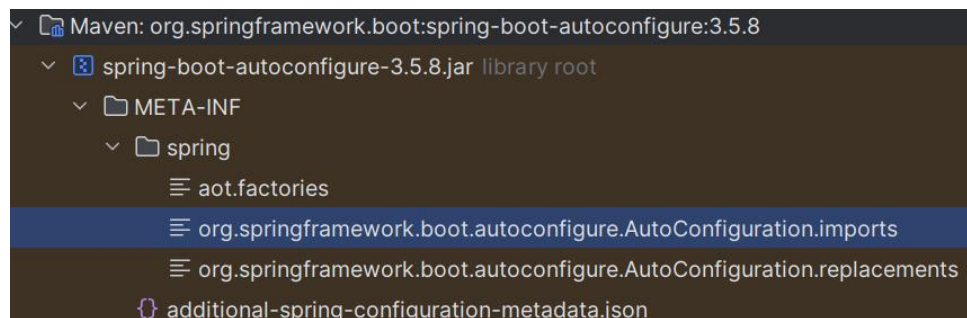 Maven: org.springframework.boot:spring-boot-autoconfigure:3.5.8
spring-boot-autoconfigure-3.5.8.jar library root
META-INF
spring
aot.factories
org.springframework.boot.autoconfigure.AutoConfiguration.imports
org.springframework.boot.autoconfigure.AutoConfiguration.replacements
additional-spring-configuration-metadata.json